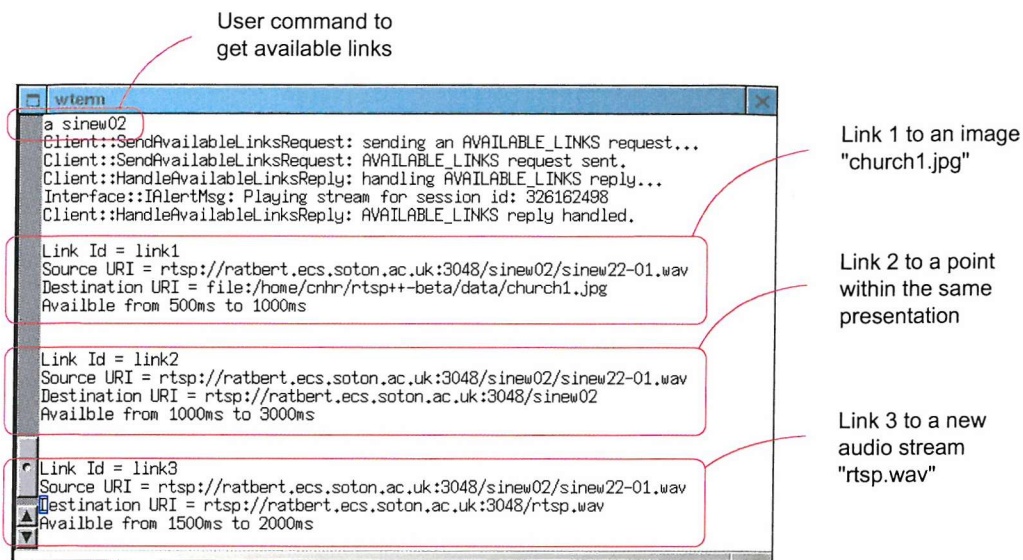 User command to
get available links
wterm
a sinew02
Client::SendAvailableLinksRequest: sending an AVAILABLE_LINKS request...
Client::SendAvailableLinksRequest: AVAILABLE_LINKS request sent.
Client::HandleAvailableLinksReply: handling AVAILABLE_LINKS reply...
Interface::IAlertMsg: Playing stream for session id: 326162498
Client::HandleAvailableLinksReply: AVAILABLE_LINKS reply handled.
Link Id = link1
Source URI = rtsp://ratbert.ecs.soton.ac.uk:3048/sinew02/sinew22-01.wav
Destination URI = file:/home/cnhr/rtsp++-beta/data/church1.jpg
Availble from 500ms to 1000ms
Link Id = link2
Source URI = rtsp://ratbert.ecs.soton.ac.uk:3048/sinew02/sinew22-01.wav
Destination URI = rtsp://ratbert.ecs.soton.ac.uk:3048/sinew02
Availble from 1000ms to 3000ms
Link Id = link3
Source URI = rtsp://ratbert.ecs.soton.ac.uk:3048/sinew02/sinew22-01.wav
Destination URI = rtsp://ratbert.ecs.soton.ac.uk:3048/rtsp.wav
Availble from 1500ms to 2000ms
Link 1 to an image
"church1.jpg"
Link 2 to a point
within the same
presentation
Link 3 to a new
audio stream
"rtsp.wav"